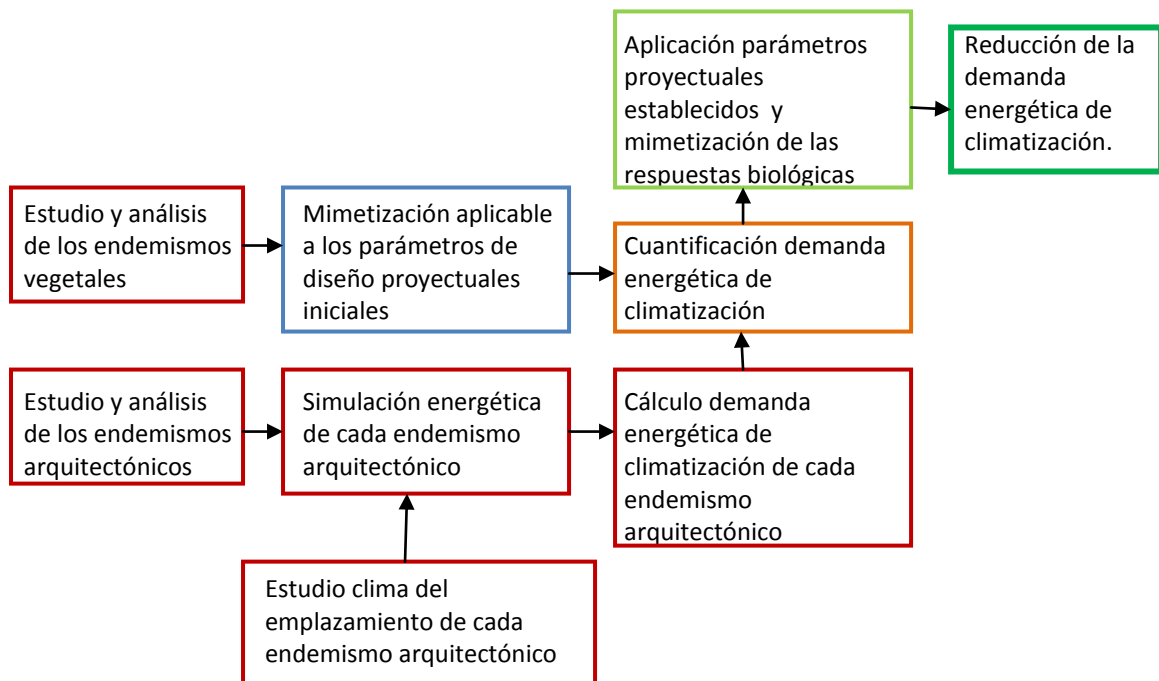 Aplicación parámetros
proyectuales
establecidos y
mimetización de las
respuestas biológicas
Reducción de la
demanda
energética de
climatización.
Estudio y análisis
de los endemismos
vegetales
Mimetización aplicable
a los parámetros de
diseño proyectuales
iniciales
Cuantificación demanda
energética de
climatización
Estudio y análisis
de los endemismos
arquitectónicos
Simulación energética
de cada endemismo
arquitectónico
Cálculo demanda
energética de
climatización de cada
endemismo
arquitectónico
Estudio clima del
emplazamiento de cada
endemismo arquitectónico